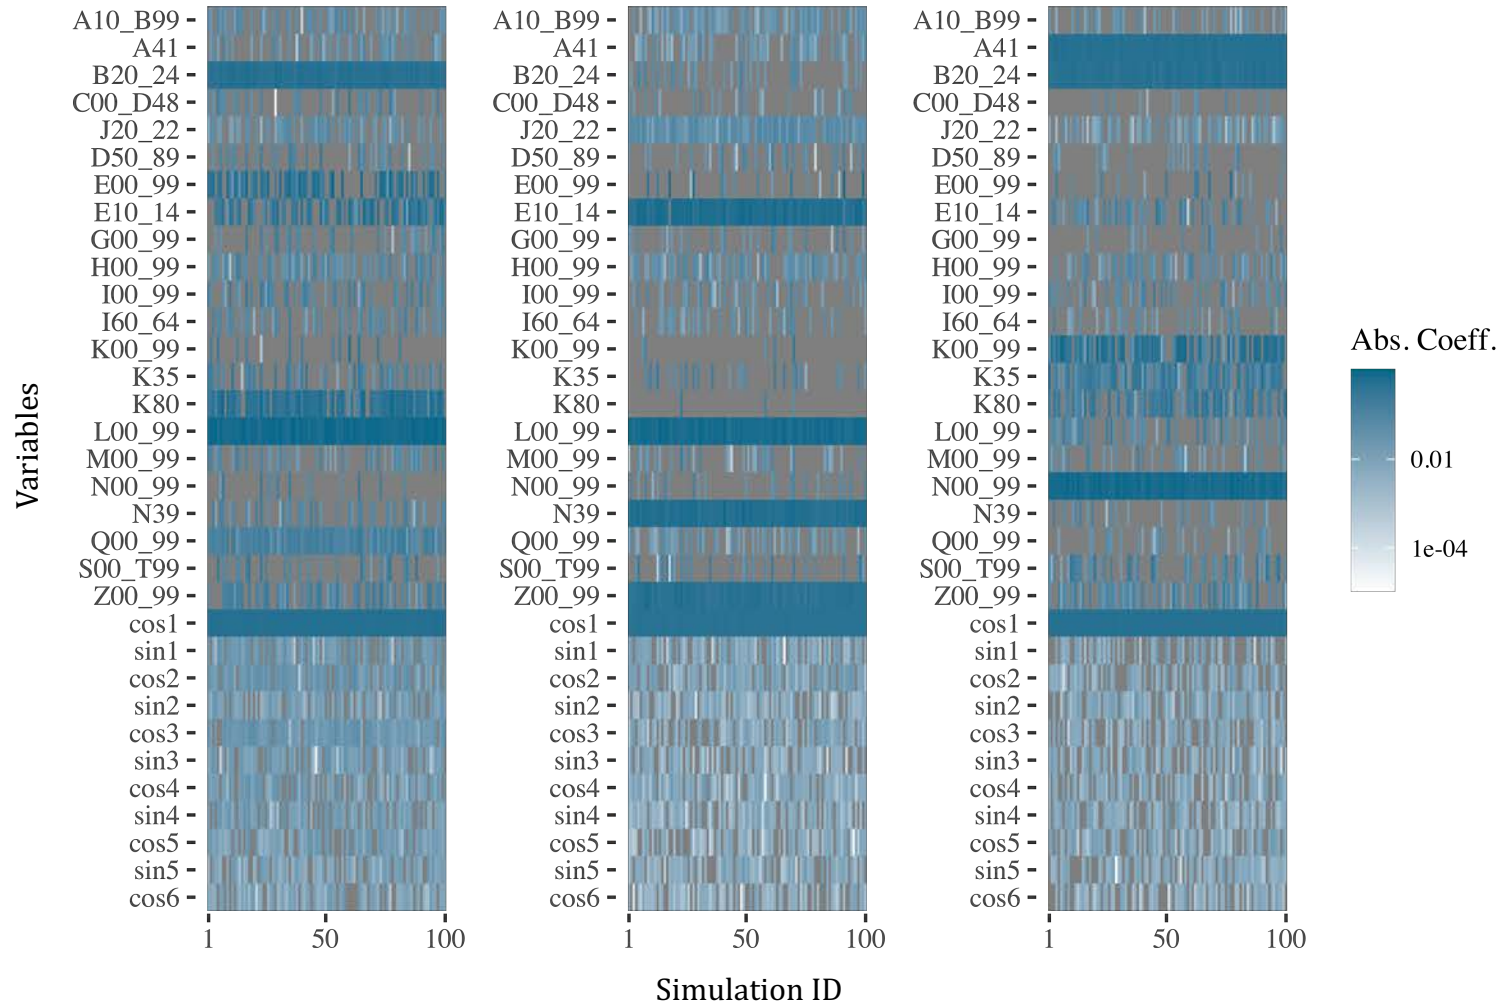 Variables
A10_B99
A41
B20_24
C00_D48
J20_22
D50_89
E00_99
E10_14
G00_99
H00_99
I00_99
I60_64
K00_99
K35
K80
L00_99
M00_99
N00_99
N39
Q00_99
S00_T99
Z00_99
cos1
sin1
cos2
sin2
cos3
sin3
cos4
sin4
cos5
sin5
cos6
1 50 100
A10_B99
A41
B20_24
C00_D48
J20_22
D50_89
E00_99
E10_14
G00_99
H00_99
I00_99
I60_64
K00_99
K35
K80
L00_99
M00_99
N00_99
N39
Q00_99
S00_T99
Z00_99
cos1
sin1
cos2
sin2
cos3
sin3
cos4
sin4
cos5
sin5
cos6
1 50 100
A10_B99
A41
B20_24
C00_D48
J20_22
D50_89
E00_99
E10_14
G00_99
H00_99
I00_99
I60_64
K00_99
K35
K80
L00_99
M00_99
N00_99
N39
Q00_99
S00_T99
Z00_99
cos1
sin1
cos2
sin2
cos3
sin3
cos4
sin4
cos5
sin5
cos6
1 50 100
Simulation ID
Abs. Coeff.
0.01
1e-04